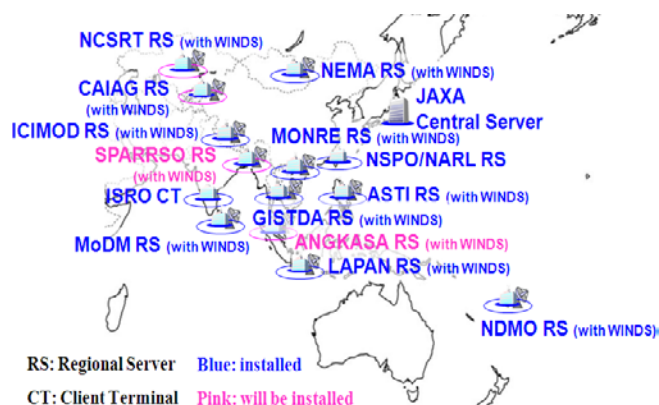 NCSRT RS (with WINDS)
NEMA RS (with WINDS)
CAIAG RS
(with WINDS)
JAXA
Central Server
ICIMOD RS (with WINDS)
MONRE RS (with WINDS)
SPARRSO RS
(with WINDS)
NSPO/NARL RS
ISRO CT
ASTI RS (with WINDS)
GISTDA RS (with WINDS)
MoDM RS (with WINDS)
ANGKASA RS (with WINDS)
LAPAN RS (with WINDS)
NDMO RS (with WINDS)
RS: Regional Server Blue: installed
CT: Client Terminal Pink: will be installed